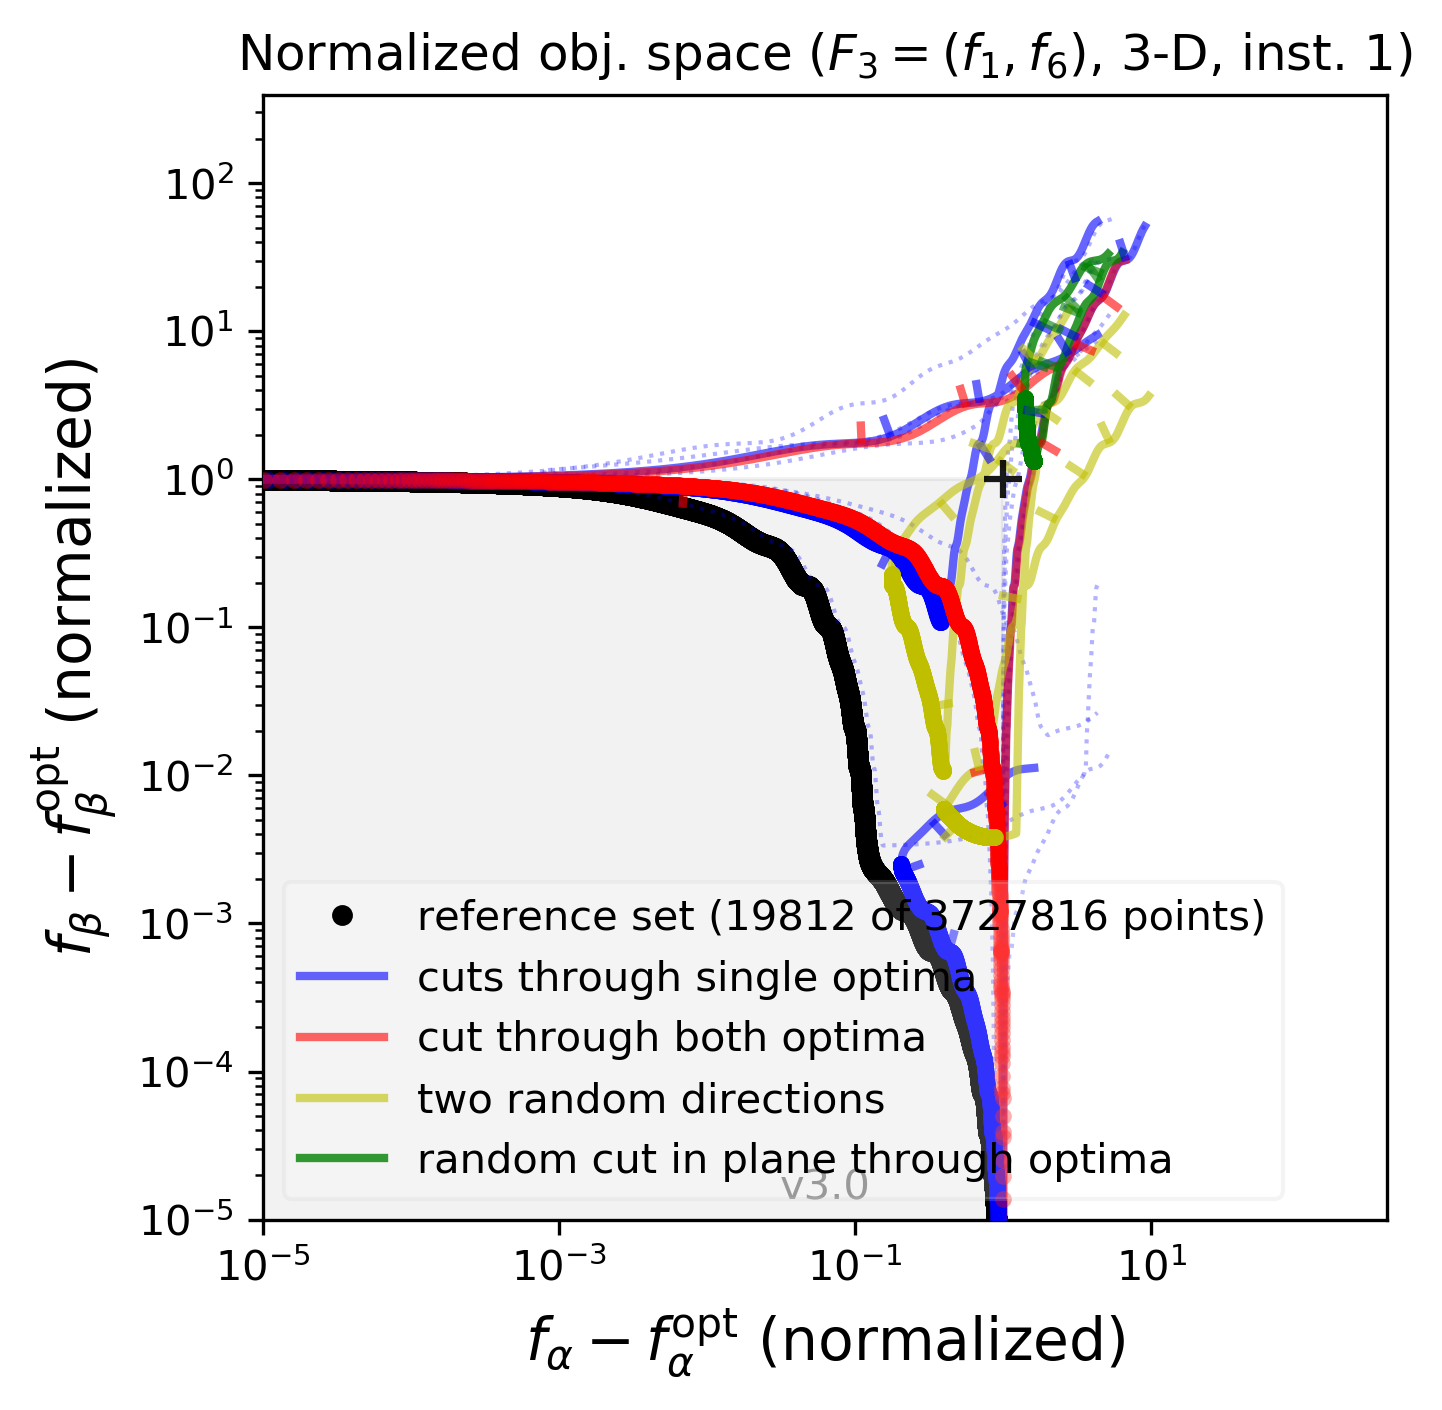 Normalized obj. space (F₃ = (f₁, f₆), 3-D, inst. 1)
f_β − f_β^opt (normalized)
10²
10¹
10⁰
10⁻¹
10⁻²
10⁻³
10⁻⁴
10⁻⁵
reference set (19812 of 3727816 points)
cuts through single optima
cut through both optima
two random directions
random cut in plane through optima
v3.0
10⁻⁵ 10⁻³ 10⁻¹ 10¹
f_α − f_α^opt (normalized)